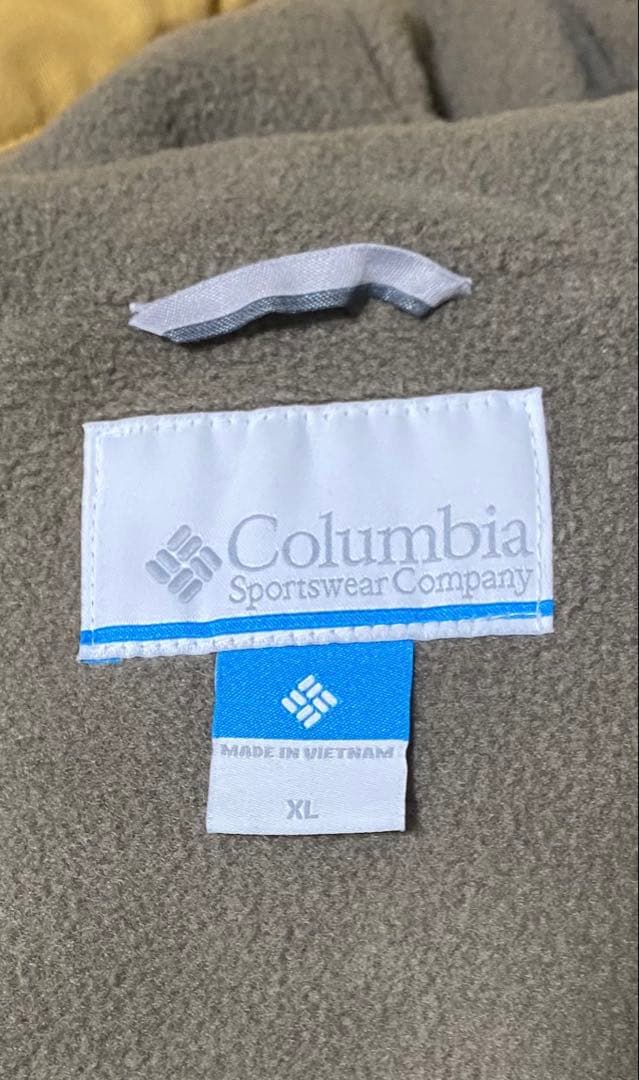 Columbia
Sportswear Company
MADE IN VIETNAM
XL